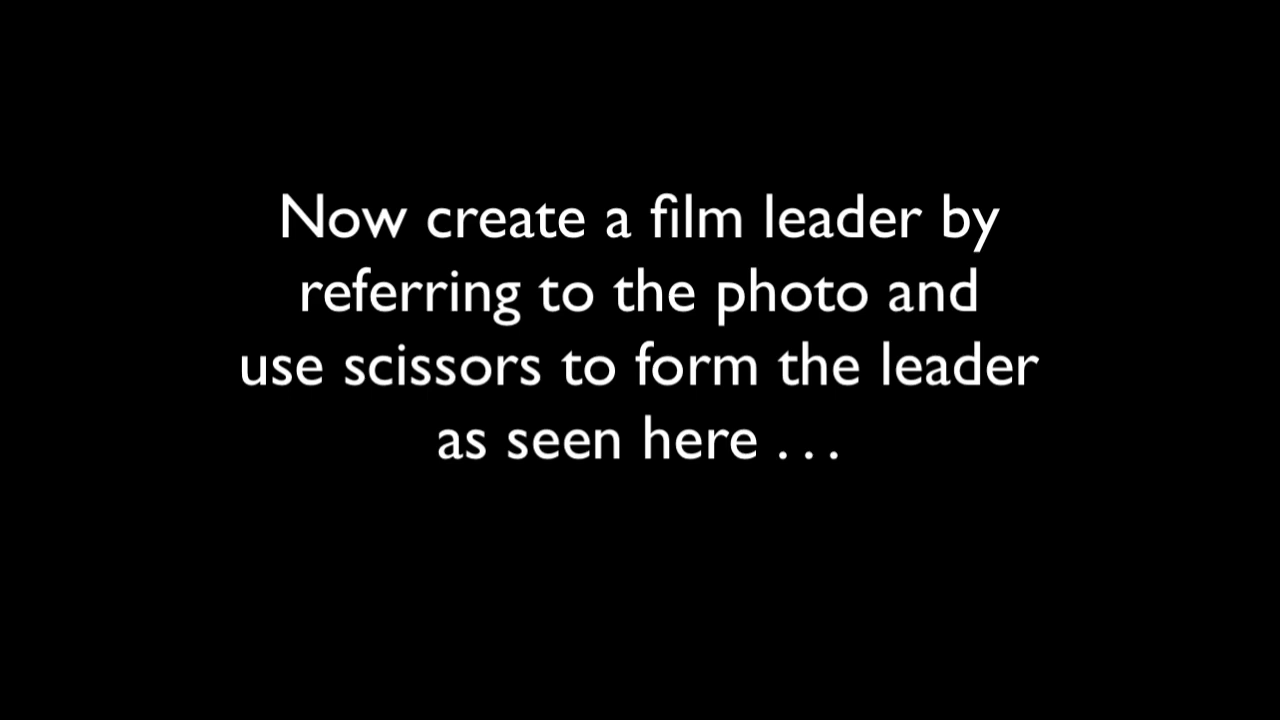 Now create a film leader by
referring to the photo and
use scissors to form the leader
as seen here . . .